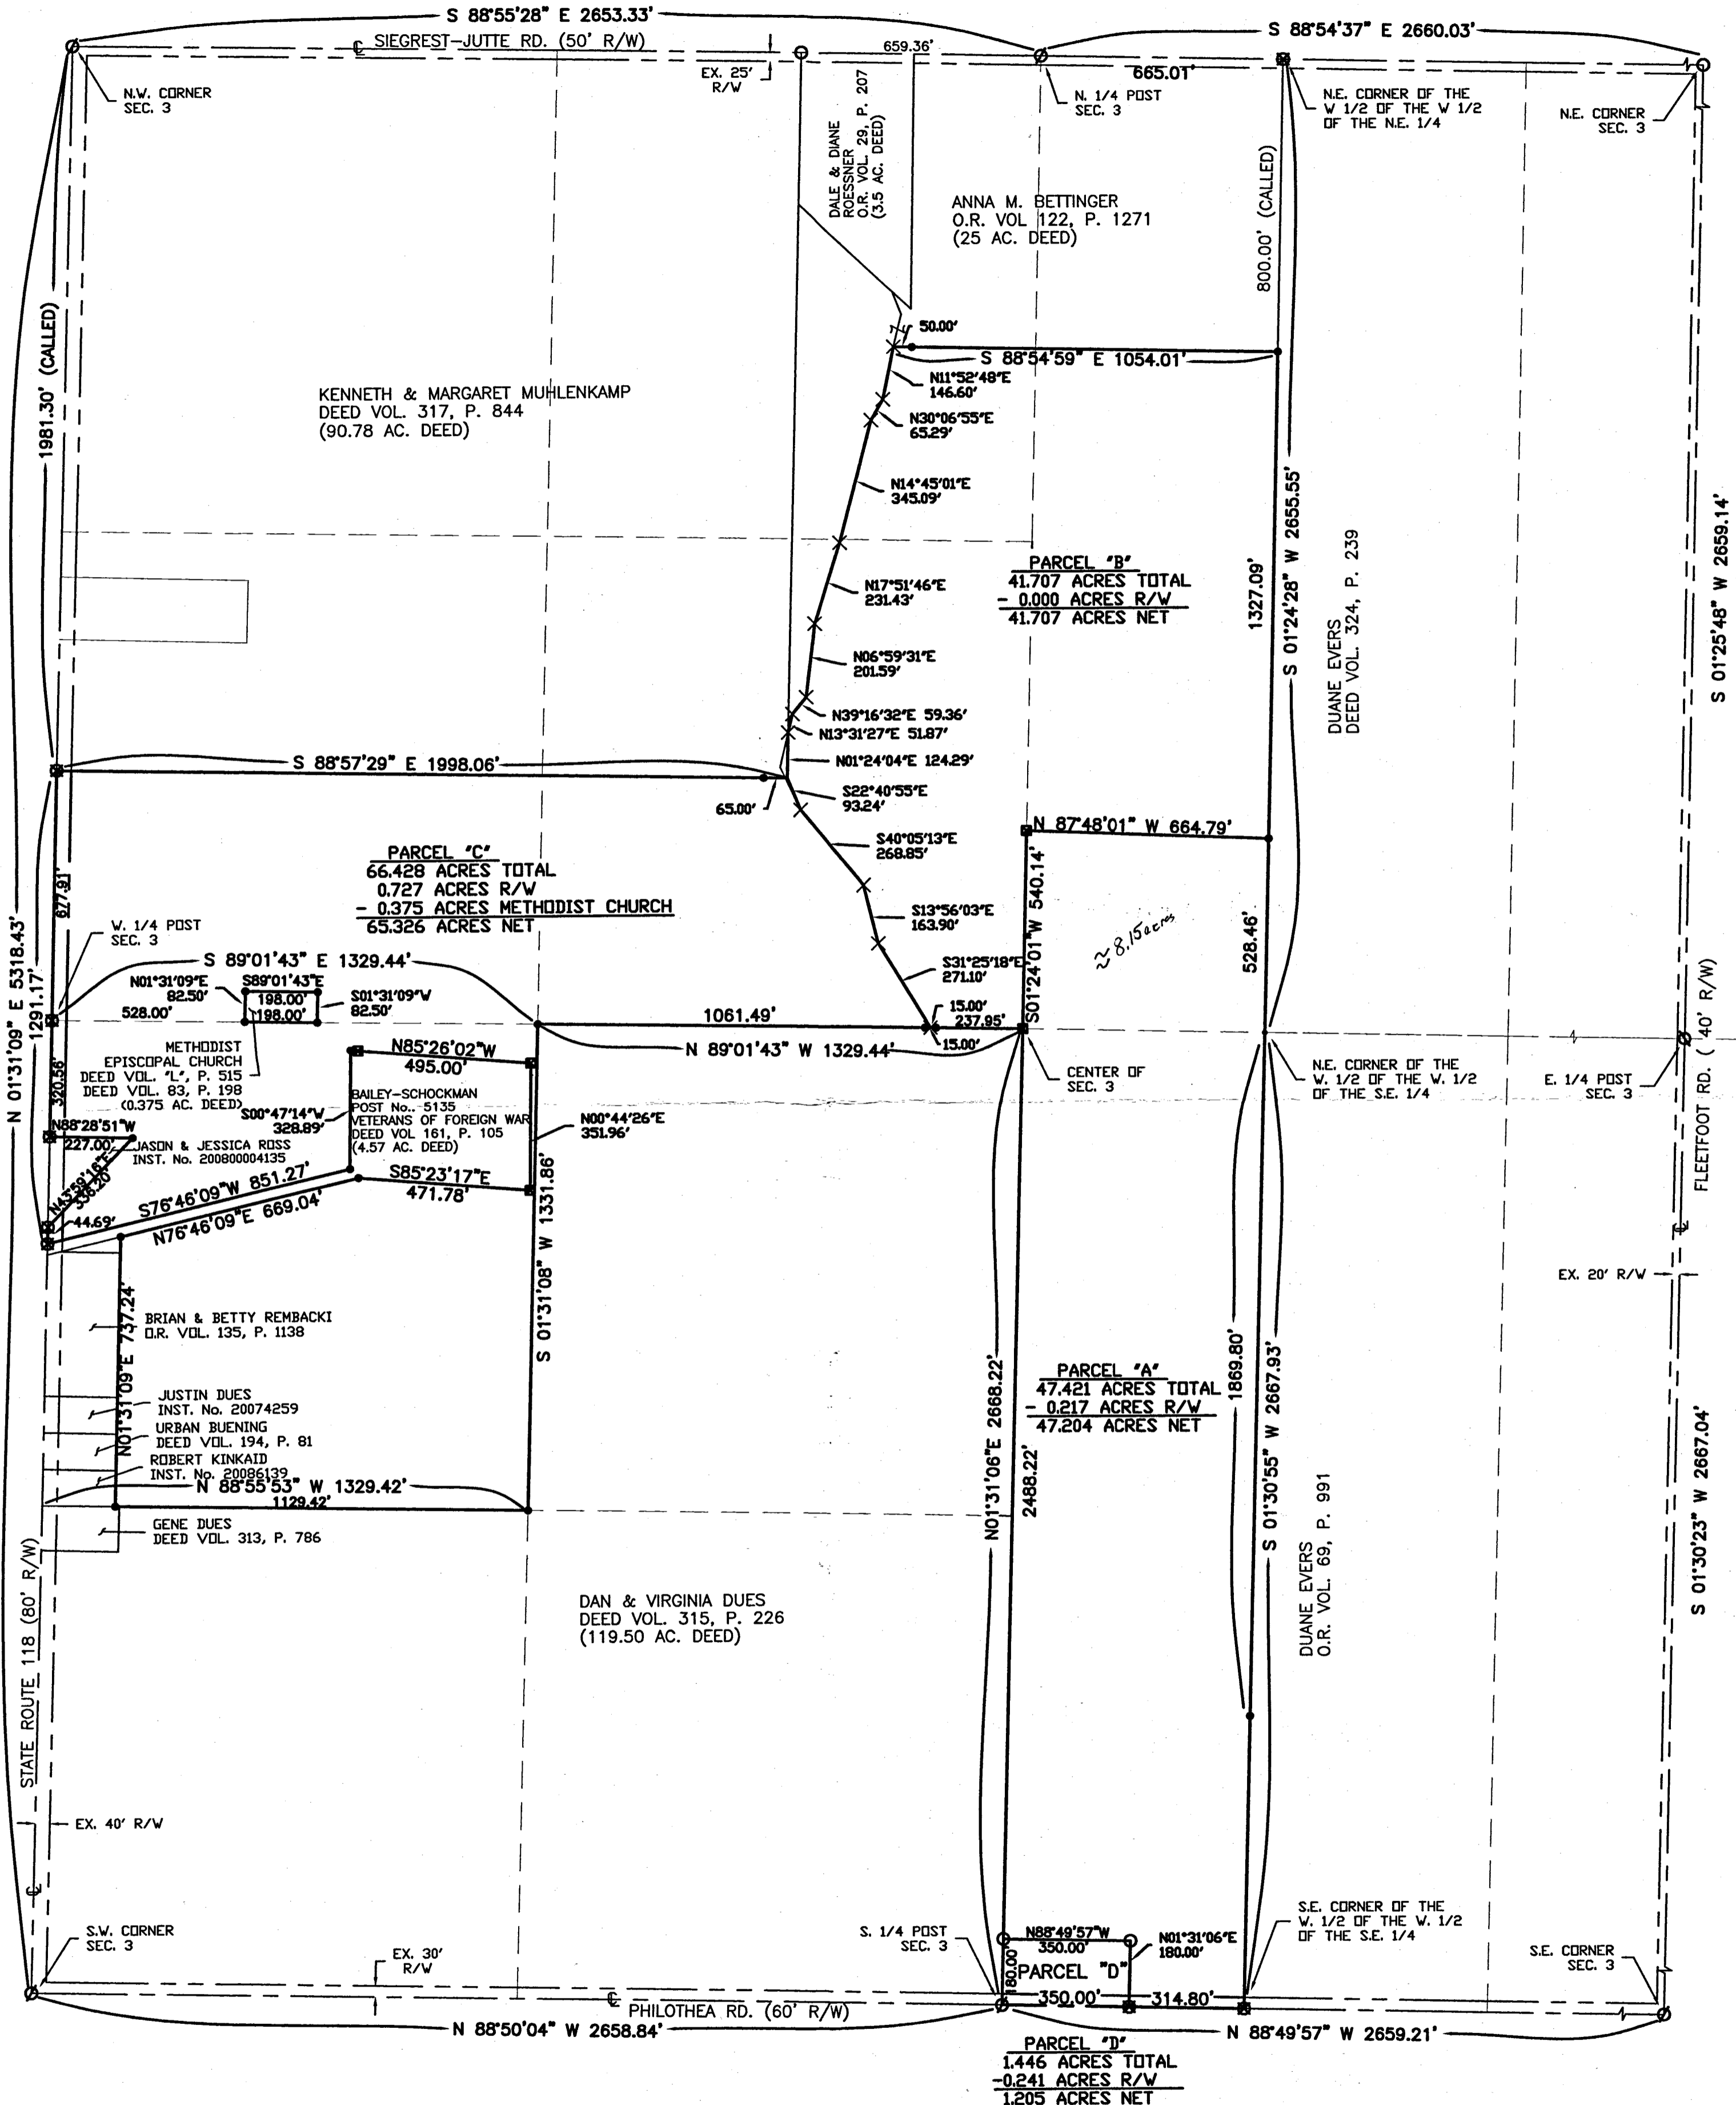 S 88°55'28" E 2653.33'
S 88°54'37" E 2660.03'
SIEGREST-JUTTE RD. (50' R/W)
659.36'
665.01'
EX. 25'
R/W
N.W. CORNER
SEC. 3
N. 1/4 POST
SEC. 3
N.E. CORNER OF THE
W 1/2 OF THE W 1/2
OF THE N.E. 1/4
N.E. CORNER
SEC. 3
DALE & DIANE
ROESSNER
O.R. VOL. 29, P. 207
(3.5 AC. DEED)
ANNA M. BETTINGER
O.R. VOL 122, P. 1271
(25 AC. DEED)
800.00' (CALLED)
1981.30' (CALLED)
50.00'
S 88°54'59" E 1054.01'
N11°52'48"E
146.60'
KENNETH & MARGARET MUHLENKAMP
DEED VOL. 317, P. 844
(90.78 AC. DEED)
N30°06'55"E
65.29'
N14°45'01"E
345.09'
S 01°24'28" W 2655.55'
S 01°25'48" W 2659.14'
DUANE EVERS
DEED VOL. 324, P. 239
PARCEL "B"
41.707 ACRES TOTAL
- 0.000 ACRES R/W
41.707 ACRES NET
1327.09'
N17°51'46"E
231.43'
N06°59'31"E
201.59'
N39°16'32"E 59.36'
N13°31'27"E 51.87'
N01°24'04"E 124.29'
S 88°57'29" E 1998.06'
65.00'
S22°40'55"E
93.24'
N 87°48'01" W 664.79'
S40°05'13"E
268.85'
PARCEL "C"
66.428 ACRES TOTAL
0.727 ACRES R/W
- 0.375 ACRES METHODIST CHURCH
65.326 ACRES NET
677.91'
S13°56'03"E
163.90'
S01°24'01"W 540.14'
≈ 8.15 acres
528.46'
W. 1/4 POST
SEC. 3
S 89°01'43" E 1329.44'
S31°25'18"E
271.10'
N 01°31'09" E 5318.43'
1291.17'
N01°31'09"E
82.50'
S89°01'43"E
198.00'
198.00'
S01°31'09"W
82.50'
528.00'
1061.49'
15.00'
237.95'
15.00'
N 89°01'43" W 1329.44'
CENTER OF
SEC. 3
N.E. CORNER OF THE
W. 1/2 OF THE W. 1/2
OF THE S.E. 1/4
E. 1/4 POST
SEC. 3
FLEETFOOT RD. ( 40' R/W)
METHODIST
EPISCOPAL CHURCH
DEED VOL. "L", P. 515
DEED VOL. 83, P. 198
(0.375 AC. DEED)
N85°26'02"W
495.00'
320.56'
BAILEY-SCHOCKMAN
POST No.. 5135
VETERANS OF FOREIGN WAR
DEED VOL 161, P. 105
(4.57 AC. DEED)
S00°47'14"W
328.89'
N00°44'26"E
351.96'
N88°28'51"W
227.00'
JASON & JESSICA ROSS
INST. No. 200800004135
N43°59'16"E
336.20'
44.69'
S76°46'09"W 851.27'
N76°46'09"E 669.04'
S85°23'17"E
471.78'
S 01°31'08" W 1331.86'
EX. 20' R/W
N01°31'09"E 737.24'
BRIAN & BETTY REMBACKI
O.R. VOL. 135, P. 1138
JUSTIN DUES
INST. No. 20074259
URBAN BUENING
DEED VOL. 194, P. 81
ROBERT KINKAID
INST. No. 20086139
N 88°55'53" W 1329.42'
1129.42'
GENE DUES
DEED VOL. 313, P. 786
N01°31'06"E 2668.22'
2488.22'
PARCEL "A"
47.421 ACRES TOTAL
- 0.217 ACRES R/W
47.204 ACRES NET
1869.80'
S 01°30'55" W 2667.93'
S 01°30'23" W 2667.04'
DUANE EVERS
O.R. VOL. 69, P. 991
DAN & VIRGINIA DUES
DEED VOL. 315, P. 226
(119.50 AC. DEED)
STATE ROUTE 118 (80' R/W)
EX. 40' R/W
S.W. CORNER
SEC. 3
EX. 30'
R/W
S. 1/4 POST
SEC. 3
N88°49'57"W
350.00'
N01°31'06"E
180.00'
180.00'
PARCEL "D"
350.00'
314.80'
S.E. CORNER OF THE
W. 1/2 OF THE W. 1/2
OF THE S.E. 1/4
S.E. CORNER
SEC. 3
PHILOTHEA RD. (60' R/W)
N 88°50'04" W 2658.84'
N 88°49'57" W 2659.21'
PARCEL "D"
1.446 ACRES TOTAL
-0.241 ACRES R/W
1.205 ACRES NET